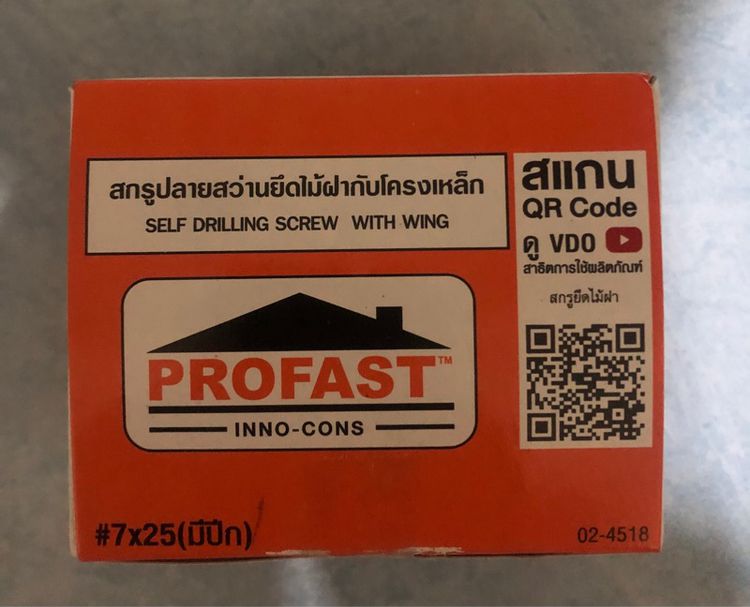 สกรูปลายสว่านยึดไม้ฝากับโครงเหล็ก
SELF DRILLING SCREW WITH WING
สแกน
QR Code
ดู VDO
สาธิตการใช้ผลิตภัณฑ์
สกรูยึดไม้ฝา
PROFAST™
INNO-CONS
#7x25(มีปีก)
02-4518